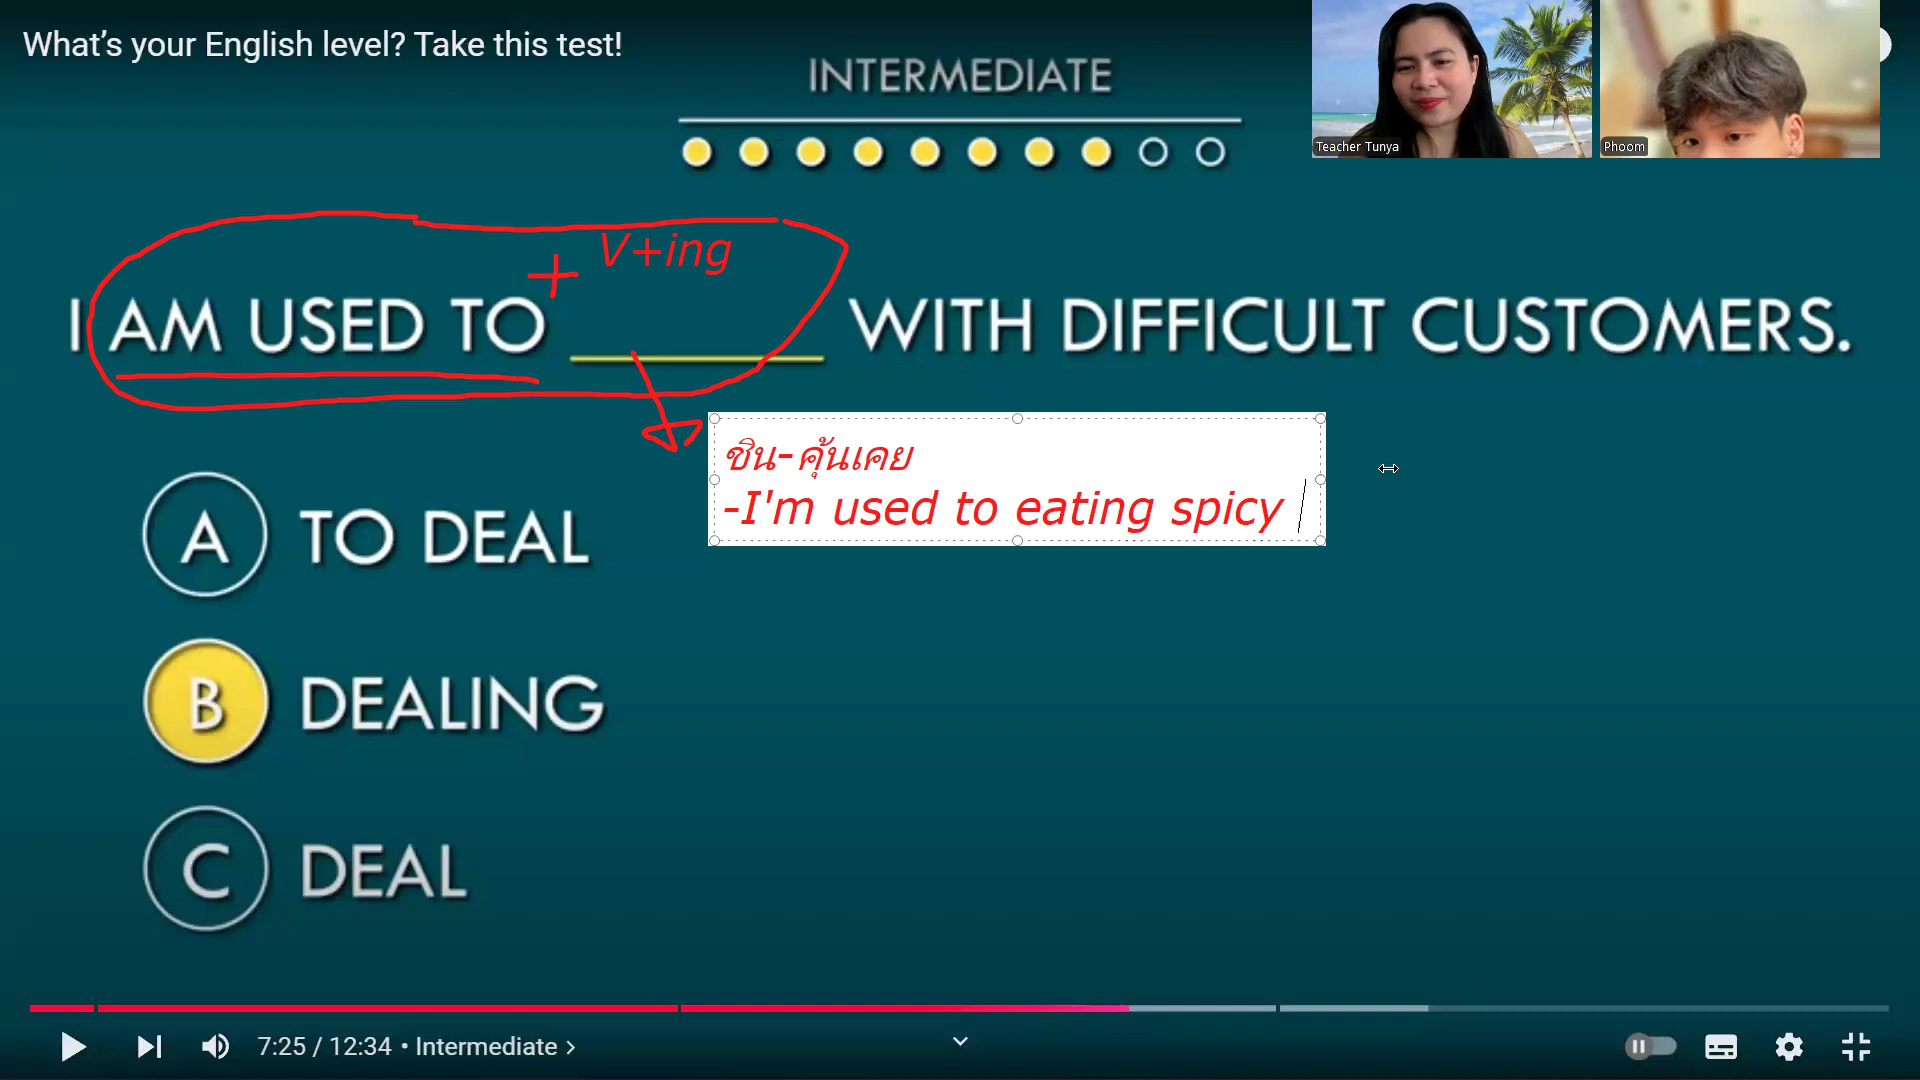 What's your English level? Take this test!
INTERMEDIATE
Teacher Tunya
Phoom
V+ing
+
I AM USED TO ________ WITH DIFFICULT CUSTOMERS.
ชิน-คุ้นเคย
-I'm used to eating spicy
A TO DEAL
B DEALING
C DEAL
7:25 / 12:34 • Intermediate >